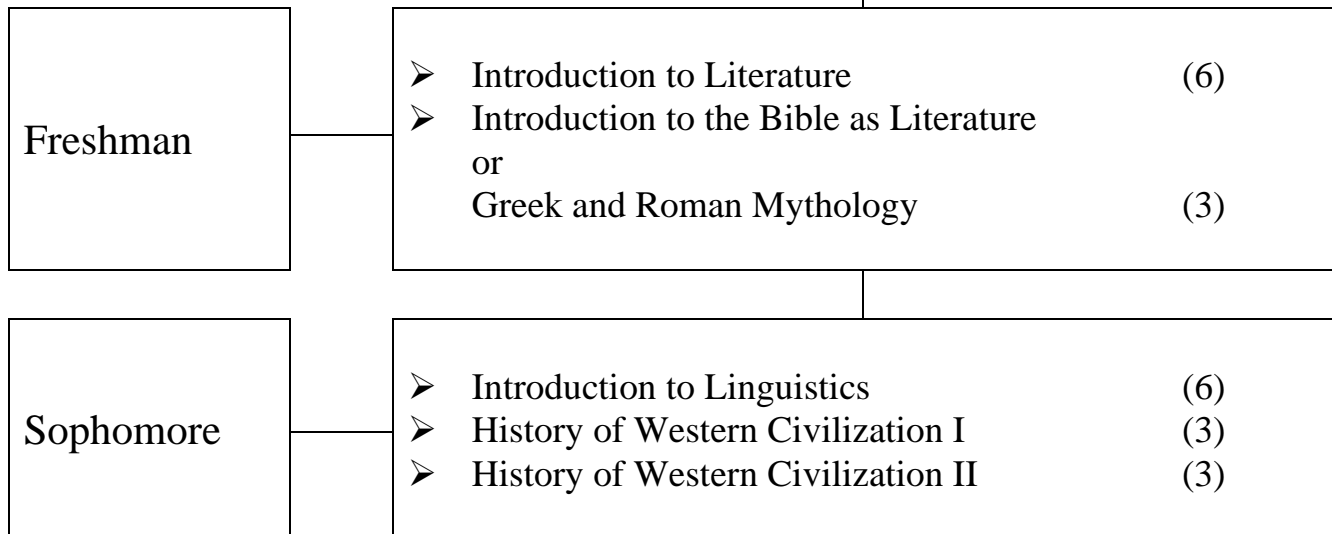 Freshman
➢ Introduction to Literature (6)
➢ Introduction to the Bible as Literature
or
Greek and Roman Mythology (3)
Sophomore
➢ Introduction to Linguistics (6)
➢ History of Western Civilization I (3)
➢ History of Western Civilization II (3)